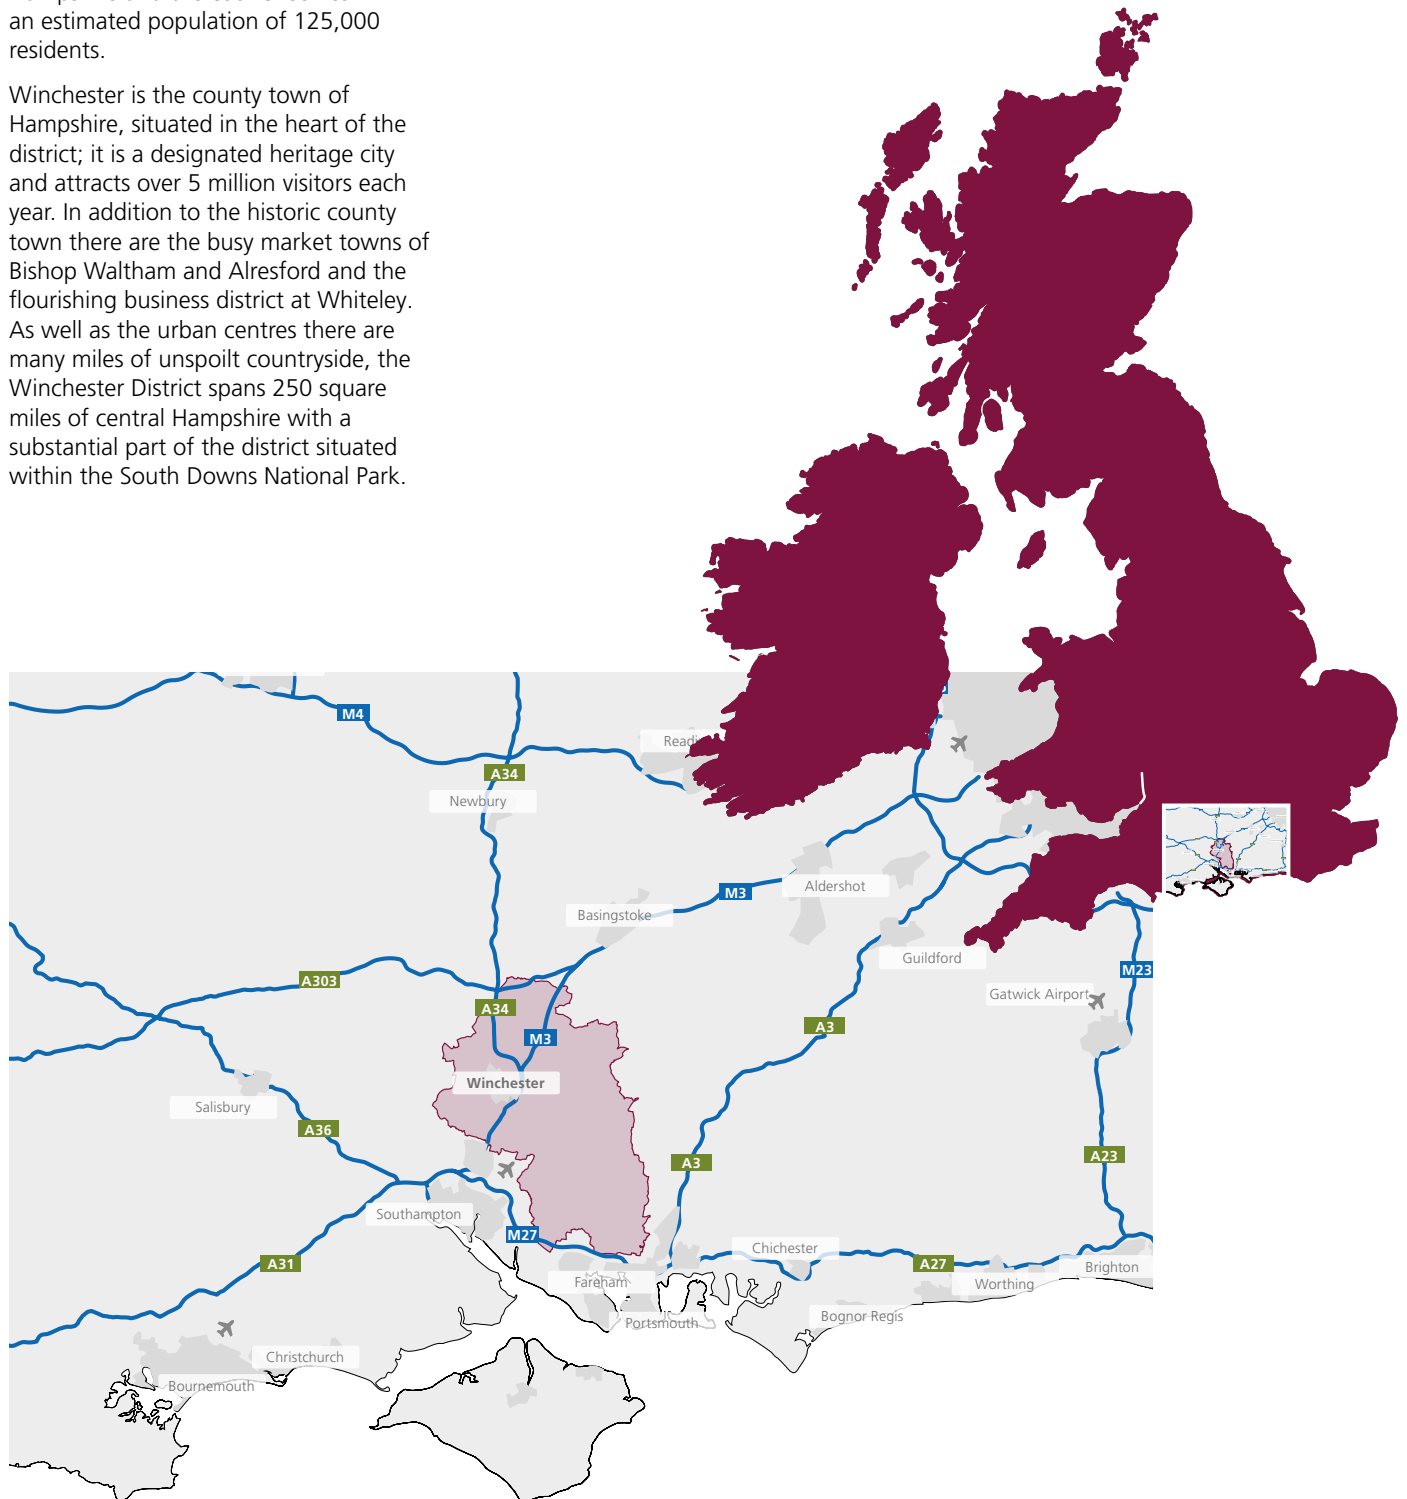 an estimated population of 125,000
residents.
Winchester is the county town of
Hampshire, situated in the heart of the
district; it is a designated heritage city
and attracts over 5 million visitors each
year. In addition to the historic county
town there are the busy market towns of
Bishop Waltham and Alresford and the
flourishing business district at Whiteley.
As well as the urban centres there are
many miles of unspoilt countryside, the
Winchester District spans 250 square
miles of central Hampshire with a
substantial part of the district situated
within the South Downs National Park.
M4
Readi
A34
Newbury
Aldershot
M3
Basingstoke
Guildford
M23
A303
Gatwick Airport
A34
A3
M3
Winchester
Salisbury
A36
A23
A3
Southampton
M27
Chichester
A31
A27
Brighton
Fareham
Worthing
Bognor Regis
Portsmouth
Christchurch
Bournemouth